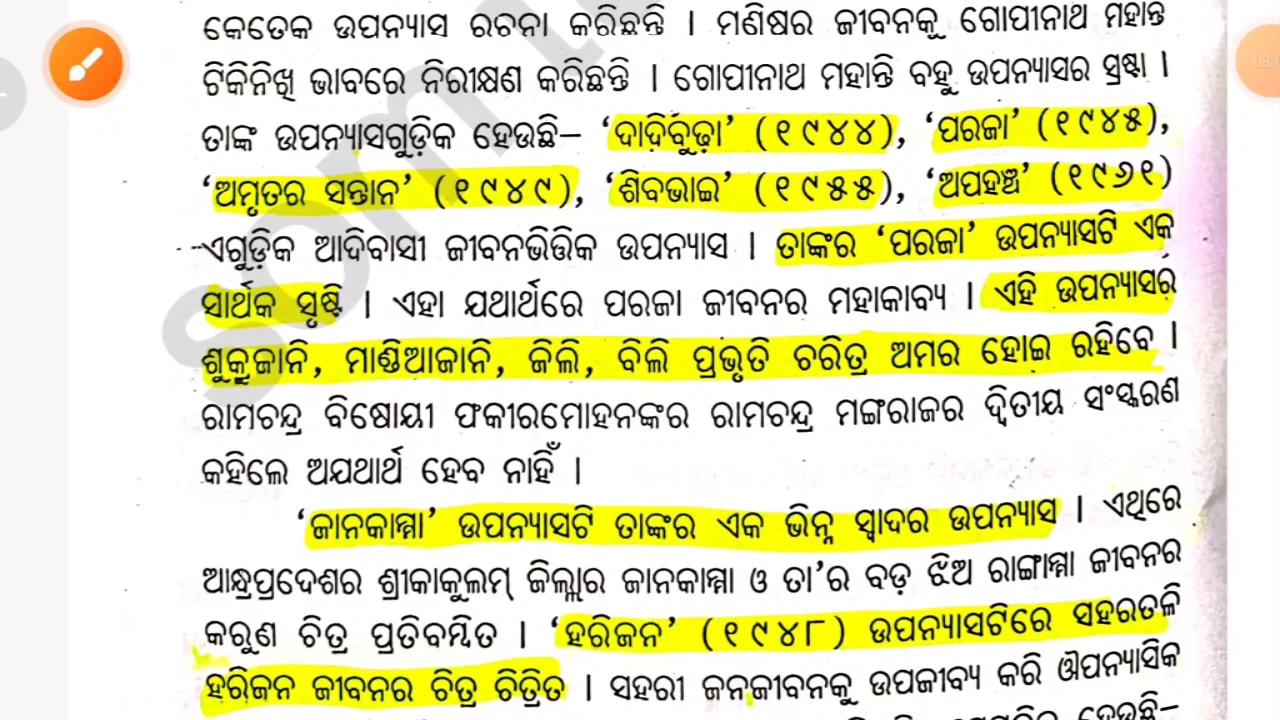 କେତେକ ଉପନ୍ୟାସ ରଚନା କରିଛନ୍ତି । ମଣିଷର ଜୀବନକୁ ଗୋପୀନାଥ ମହାନ୍ତି
ଟିକିନିଖି ଭାବରେ ନିରୀକ୍ଷଣ କରିଛନ୍ତି । ଗୋପୀନାଥ ମହାନ୍ତି ବହୁ ଉପନ୍ୟାସର ସ୍ରଷ୍ଟା ।
ତାଙ୍କ ଉପନ୍ୟାସଗୁଡ଼ିକ ହେଉଛି– ‘ଦାଦିବୁଢ଼ା’ (୧୯୪୪), ‘ପରଜା’ (୧୯୪୫),
‘ଅମୃତର ସନ୍ତାନ’ (୧୯୪୯), ‘ଶିବଭାଇ’ (୧୯୫୫), ‘ଅପହଞ୍ଚ’ (୧୯୬୧)
ଏଗୁଡ଼ିକ ଆଦିବାସୀ ଜୀବନଭିତ୍ତିକ ଉପନ୍ୟାସ । ତାଙ୍କର ‘ପରଜା’ ଉପନ୍ୟାସଟି ଏକ
ସାର୍ଥକ ସୃଷ୍ଟି । ଏହା ଯଥାର୍ଥରେ ପରଜା ଜୀବନର ମହାକାବ୍ୟ । ଏହି ଉପନ୍ୟାସର
ଶୁକ୍ରୁଜାନି, ମାଣ୍ଡିଆଜାନି, ଜିଲି, ବିଲି ପ୍ରଭୃତି ଚରିତ୍ର ଅମର ହୋଇ ରହିବେ ।
ରାମଚନ୍ଦ୍ର ବିଷୋୟୀ ଫକୀରମୋହନଙ୍କର ରାମଚନ୍ଦ୍ର ମଙ୍ଗରାଜର ଦ୍ୱିତୀୟ ସଂସ୍କରଣ
କହିଲେ ଅଯଥାର୍ଥ ହେବ ନାହିଁ ।
‘ଜାନକାମ୍ମା’ ଉପନ୍ୟାସଟି ତାଙ୍କର ଏକ ଭିନ୍ନ ସ୍ୱାଦର ଉପନ୍ୟାସ । ଏଥିରେ
ଆନ୍ଧ୍ରପ୍ରଦେଶର ଶ୍ରୀକାକୁଲମ୍ ଜିଲ୍ଲାର ଜାନକାମ୍ମା ଓ ତା’ର ବଡ଼ ଝିଅ ରାଙ୍ଗାମ୍ମା ଜୀବନର
କରୁଣ ଚିତ୍ର ପ୍ରତିବମ୍ବିତ । ‘ହରିଜନ’ (୧୯୪୮) ଉପନ୍ୟାସଟିରେ ସହରତଳି
ହରିଜନ ଜୀବନର ଚିତ୍ର ଚିତ୍ରିତ । ସହରୀ ଜନଜୀବନକୁ ଉପଜୀବ୍ୟ କରି ଔପନ୍ୟାସିକ
ହେଉଛି–